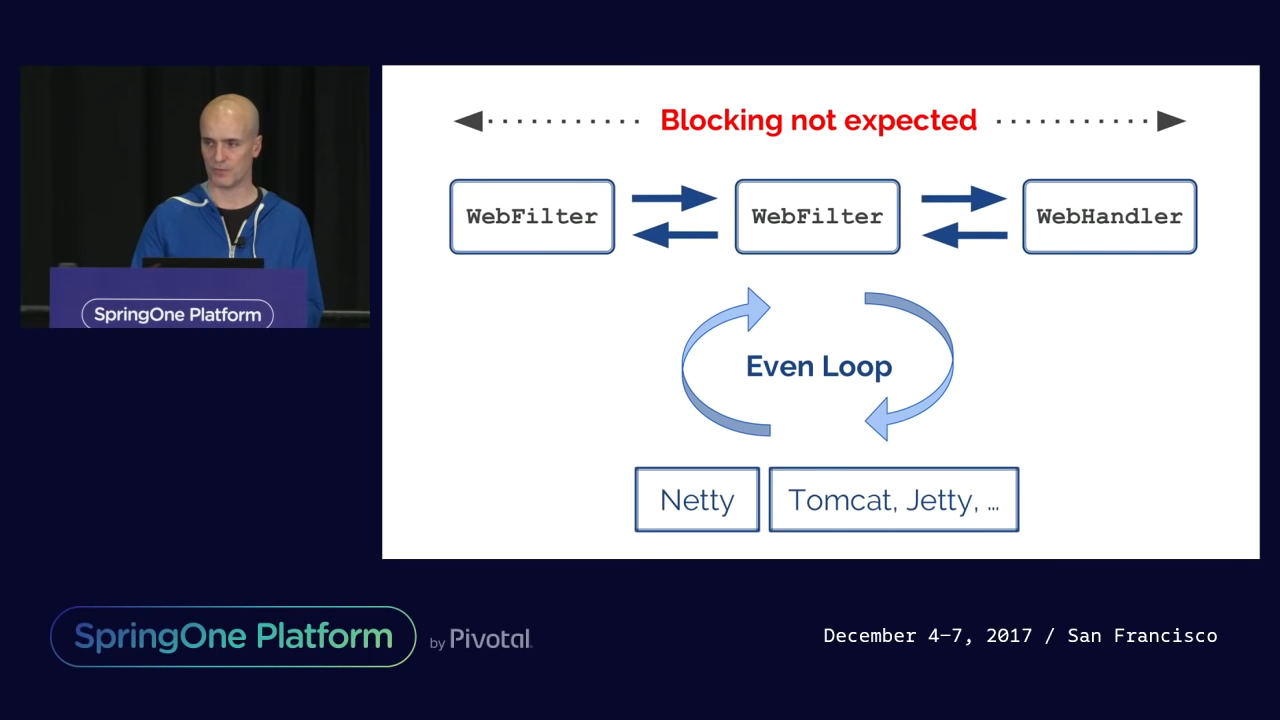 Blocking not expected
WebFilter
WebFilter
WebHandler
Even Loop
Netty
Tomcat, Jetty, …
SpringOne Platform
SpringOne Platform by Pivotal.
December 4–7, 2017 / San Francisco